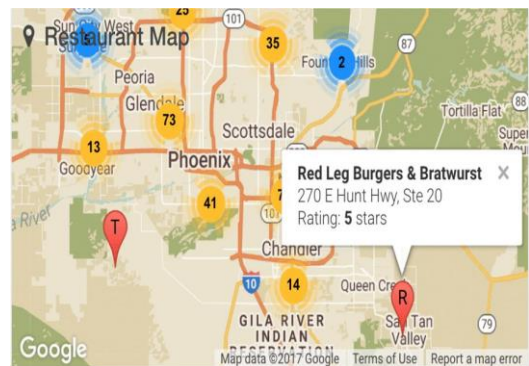 Restaurant Map
Sun City West
5
25
101
35
2
Fountain Hills
87
88
Peoria
Glendale
73
Tortilla Flat
Scottsdale
13
Goodyear
Phoenix
41
Red Leg Burgers & Bratwurst
270 E Hunt Hwy, Ste 20
Rating: 5 stars
T
Chandler
10
14
Queen Creek
R
GILA RIVER
INDIAN
RESERVATION
San Tan
Valley
79
Google
Map data ©2017 Google
Terms of Use
Report a map error